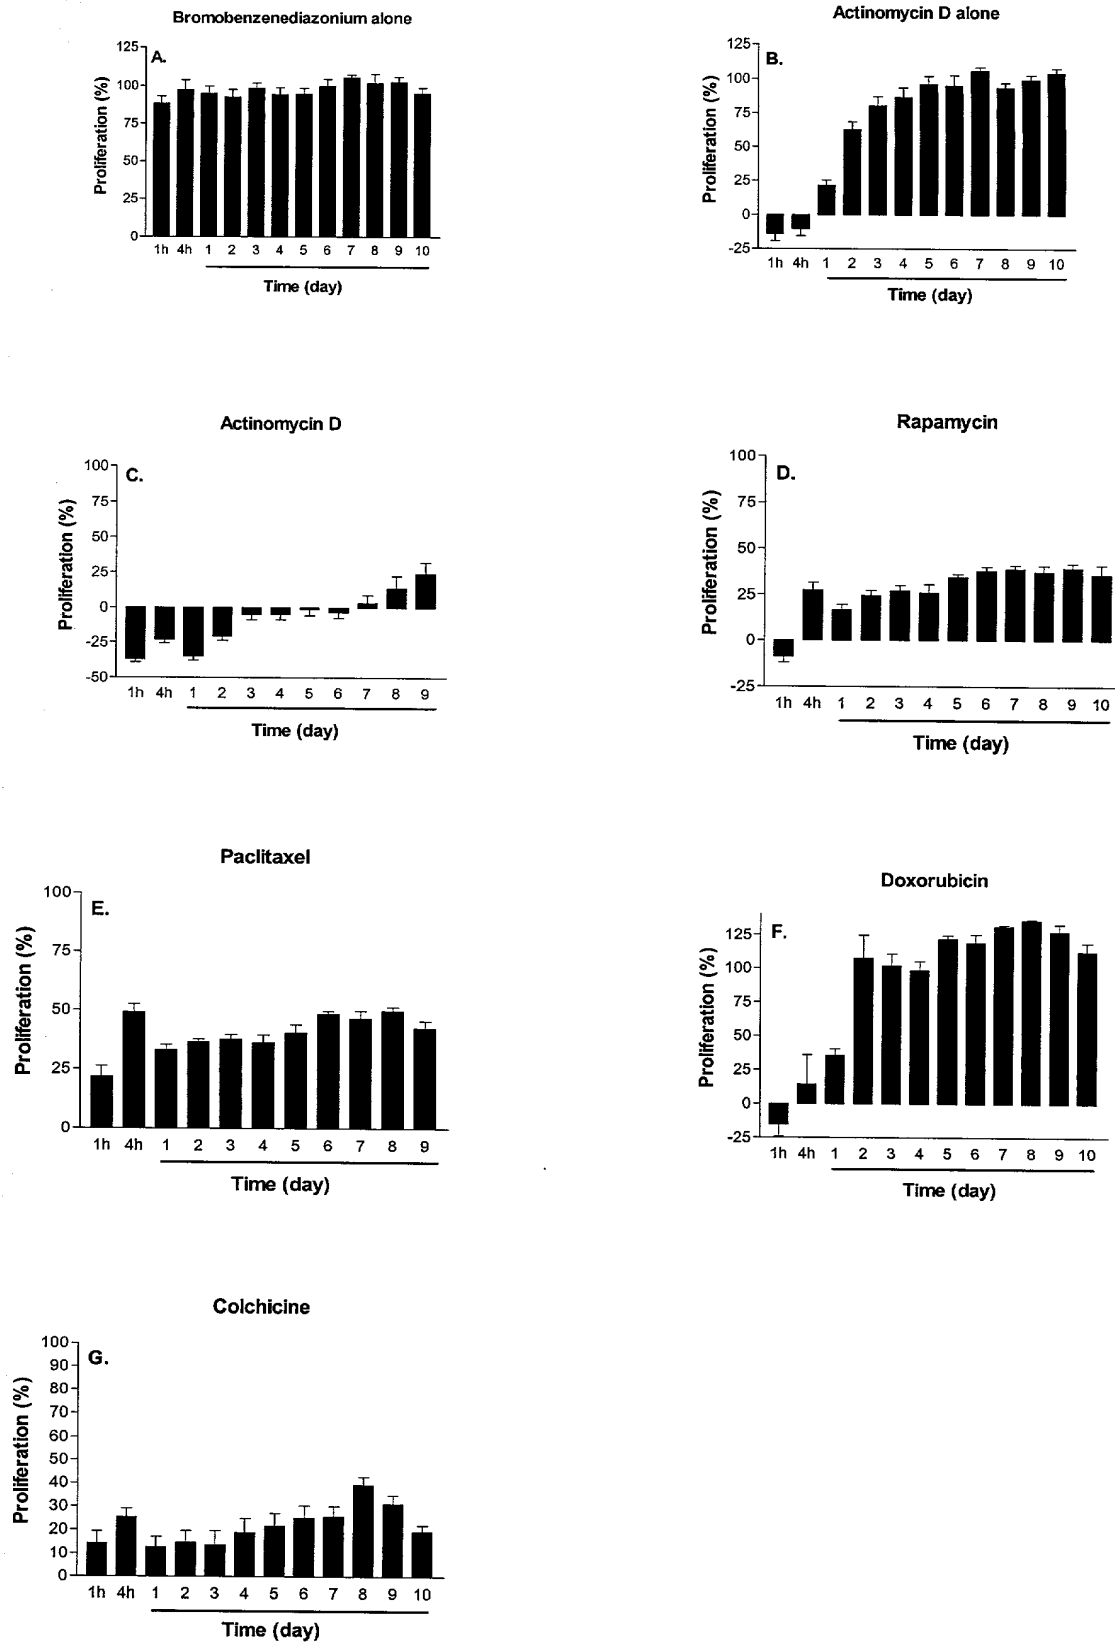 Bromobenzenediazonium alone
A.
Proliferation (%)
125
100
75
50
25
0
1h 4h 1 2 3 4 5 6 7 8 9 10
Time (day)
Actinomycin D alone
B.
Proliferation (%)
125
100
75
50
25
0
-25
1h 4h 1 2 3 4 5 6 7 8 9 10
Time (day)
Actinomycin D
C.
Proliferation (%)
100
75
50
25
0
-25
-50
1h 4h 1 2 3 4 5 6 7 8 9
Time (day)
Rapamycin
D.
Proliferation (%)
100
75
50
25
0
-25
1h 4h 1 2 3 4 5 6 7 8 9 10
Time (day)
Paclitaxel
E.
Proliferation (%)
100
75
50
25
0
1h 4h 1 2 3 4 5 6 7 8 9
Time (day)
Doxorubicin
F.
Proliferation (%)
125
100
75
50
25
0
-25
1h 4h 1 2 3 4 5 6 7 8 9 10
Time (day)
Colchicine
G.
Proliferation (%)
100
90
80
70
60
50
40
30
20
10
0
1h 4h 1 2 3 4 5 6 7 8 9 10
Time (day)